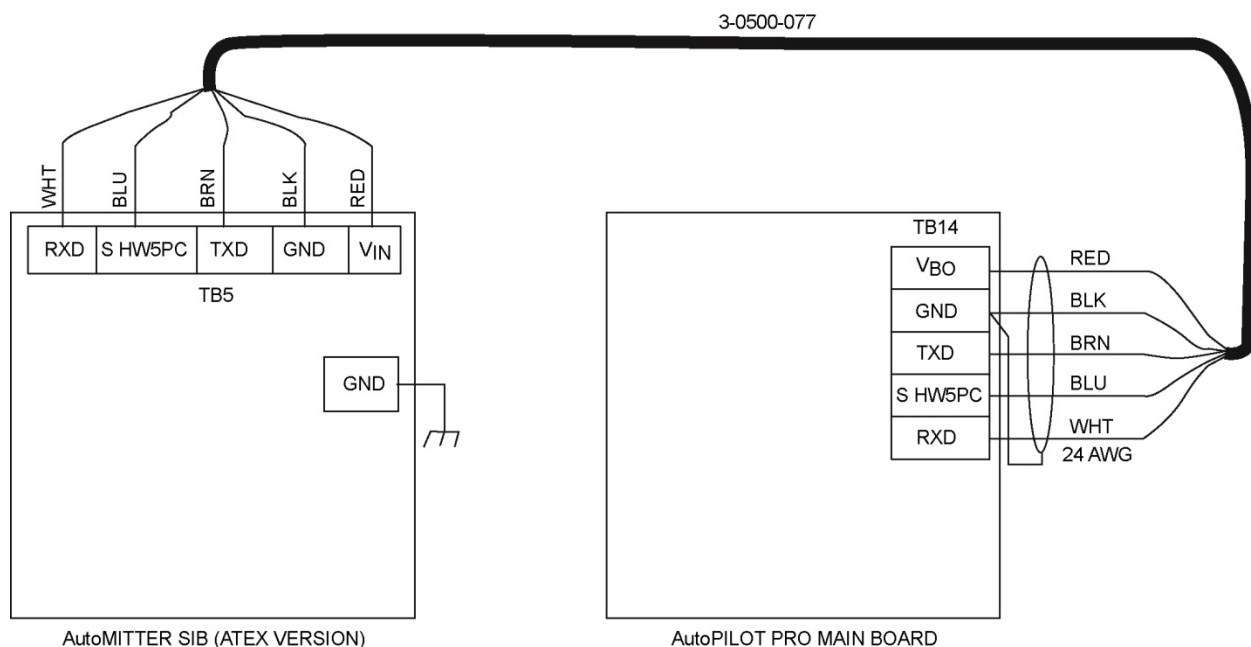 3-0500-077
WHT BLU BRN BLK RED
RXD S HW5PC TXD GND VIN
TB5
GND
AutoMITTER SIB (ATEX VERSION)
TB14
VBO RED
GND BLK
TXD BRN
S HW5PC BLU
RXD WHT
24 AWG
AutoPILOT PRO MAIN BOARD